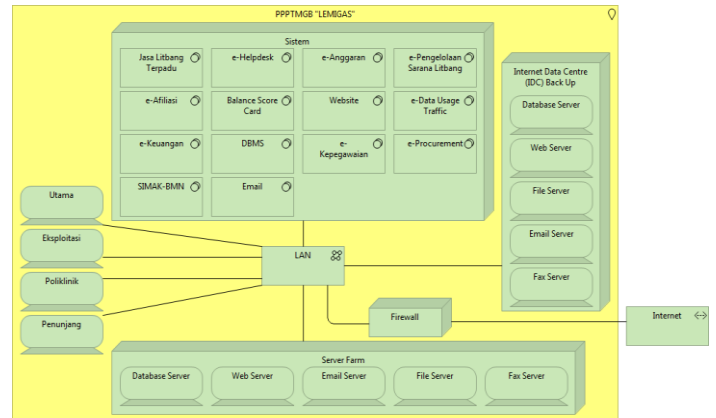 PPPTMGB "LEMIGAS"
Sistem
Jasa Litbang
Terpadu
e-Helpdesk
e-Anggaran
e-Pengelolaan
Sarana Litbang
e-Afiliasi
Balance Score
Card
Website
e-Data Usage
Traffic
e-Keuangan
DBMS
e-
Kepegawaian
e-Procurement
SIMAK-BMN
Email
Internet Data Centre
(IDC) Back Up
Database Server
Web Server
File Server
Email Server
Fax Server
Utama
Eksploitasi
Poliklinik
Penunjang
LAN
Firewall
Internet
Server Farm
Database Server
Web Server
Email Server
File Server
Fax Server